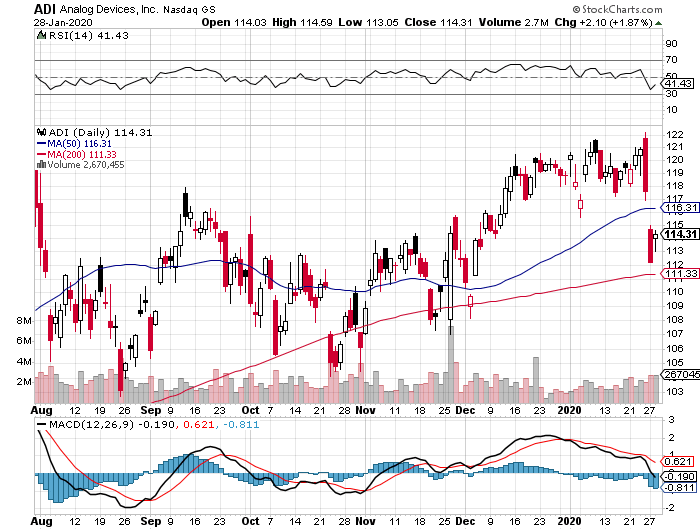 ADI Analog Devices, Inc. Nasdaq GS © StockCharts.com
28-Jan-2020 Open 114.03 High 114.59 Low 113.05 Close 114.31 Volume 2.7M Chg +2.10 (+1.87%)
RSI(14) 41.43
90
70
50
41.43
30
10
ADI (Daily) 114.31
MA(50) 116.31
MA(200) 111.33
Volume 2,670,455
122
121
120
119
118
117
116.31
115
114.31
113
112
111.33
110
109
108
107
106
105
103
267045
8M
6M
4M
2M
Aug 12 19 26 Sep 9 16 23 Oct 7 14 21 28 Nov 11 18 25 Dec 9 16 23 2020 13 21 27
MACD(12,26,9) -0.190, 0.621, -0.811
3
2
1
0.621
-0.190
-0.811
-2
2
1
0
-1
-2
Aug 12 19 26 Sep 9 16 23 Oct 7 14 21 28 Nov 11 18 25 Dec 9 16 23 2020 13 21 27